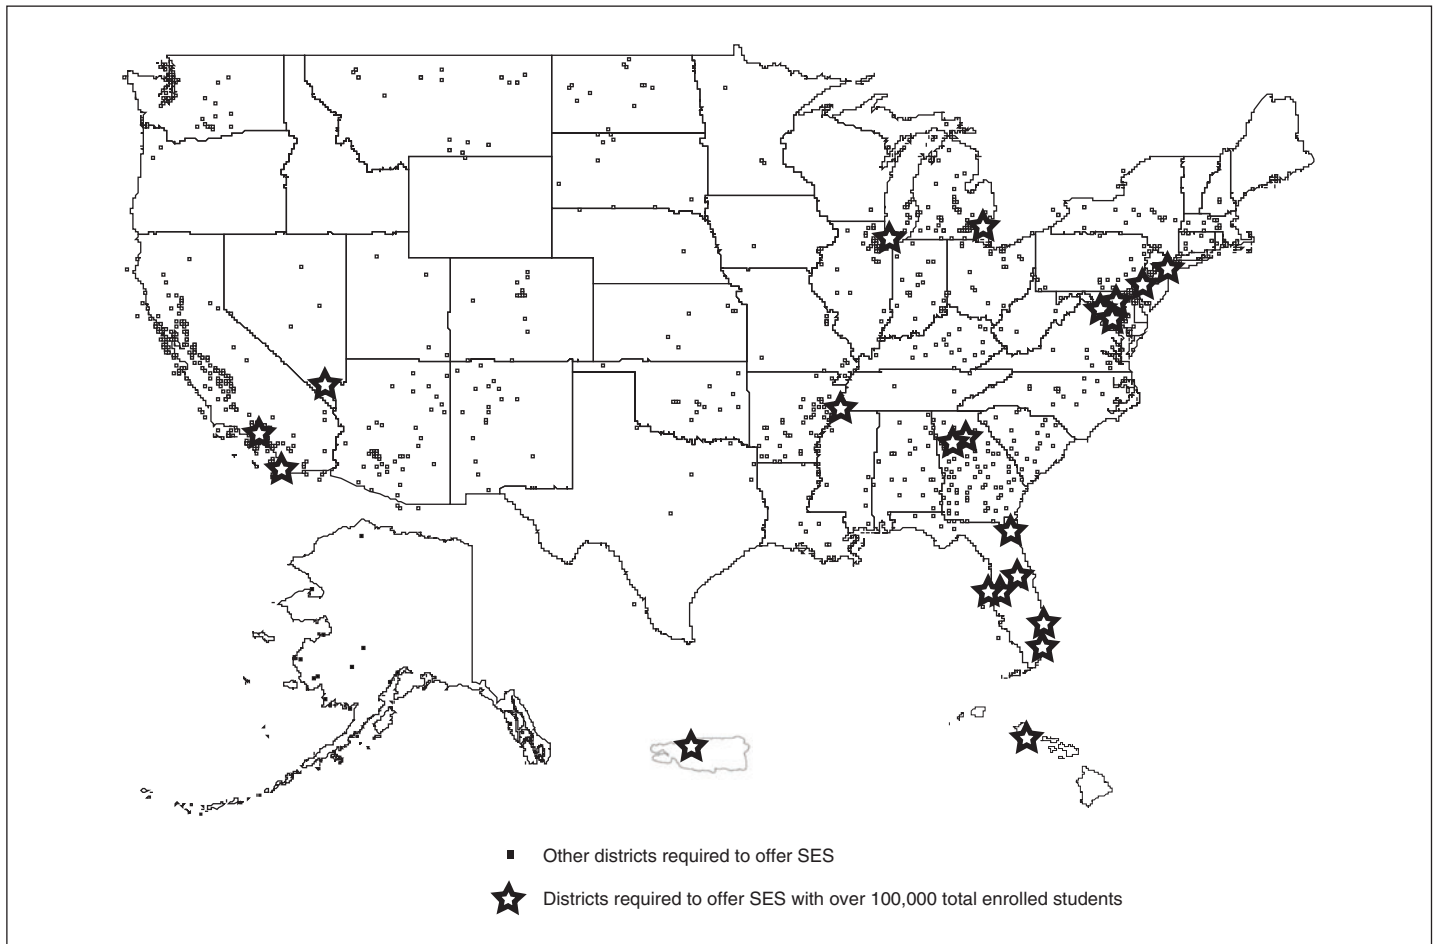 Other districts required to offer SES
Districts required to offer SES with over 100,000 total enrolled students